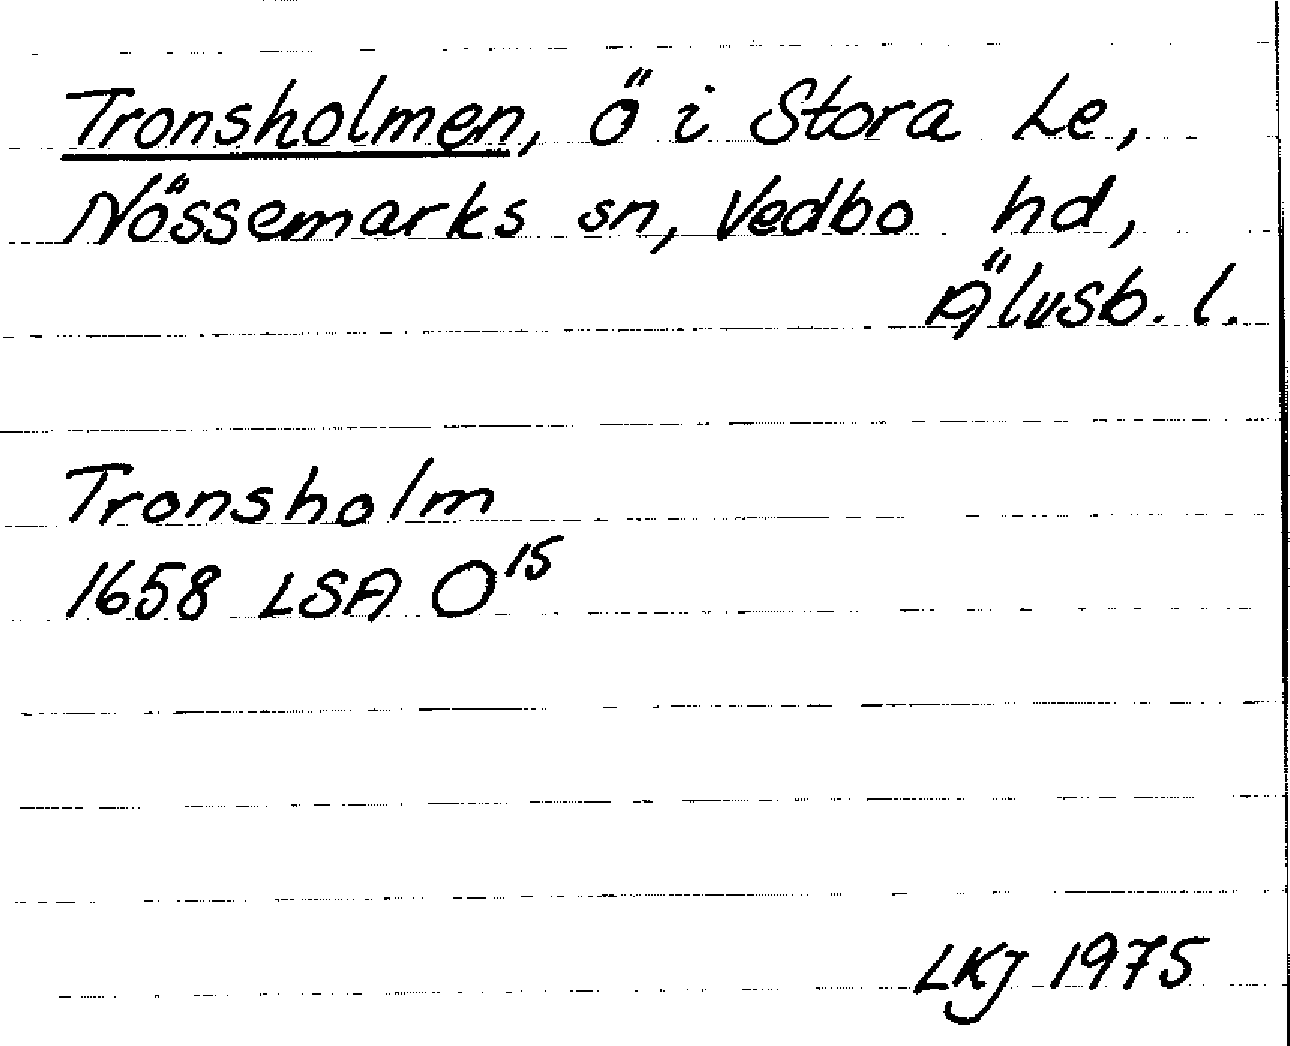 Tronsholmen, ö i Stora Le,
Nössemarks sn, Vedbo hd,
Älvsb. l.
Tronsholm
1658 LSA O15
LKJ 1975